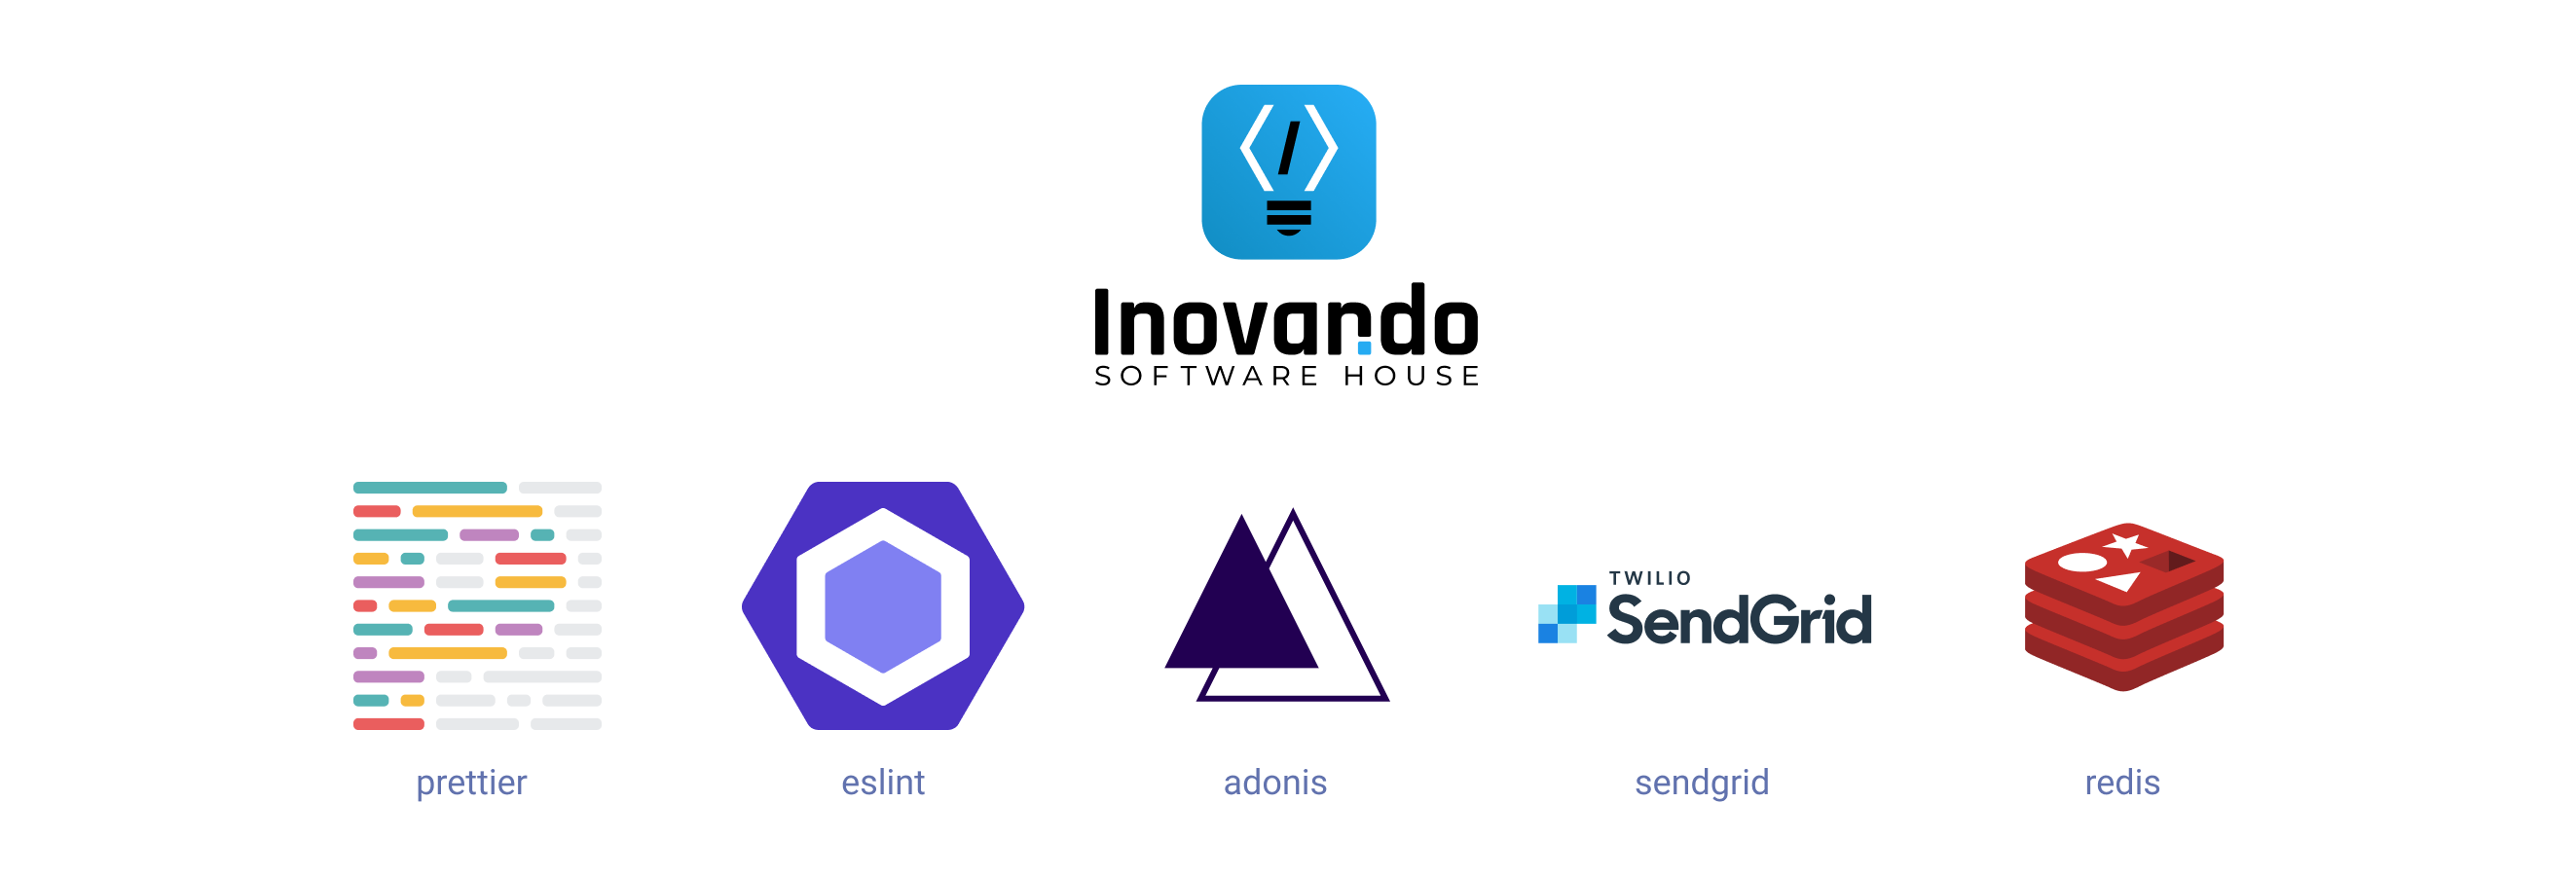 Inovando
SOFTWARE HOUSE
TWILIO
SendGrid
prettier
eslint
adonis
sendgrid
redis